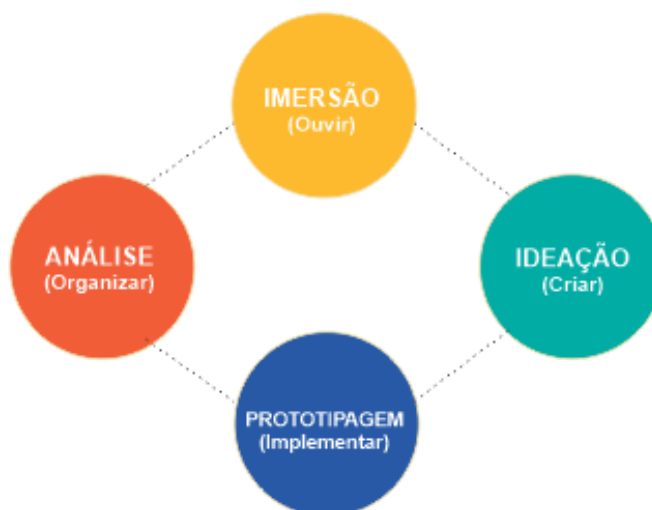 IMERSÃO
(Ouvir)
ANÁLISE
(Organizar)
IDEAÇÃO
(Criar)
PROTOTIPAGEM
(Implementar)